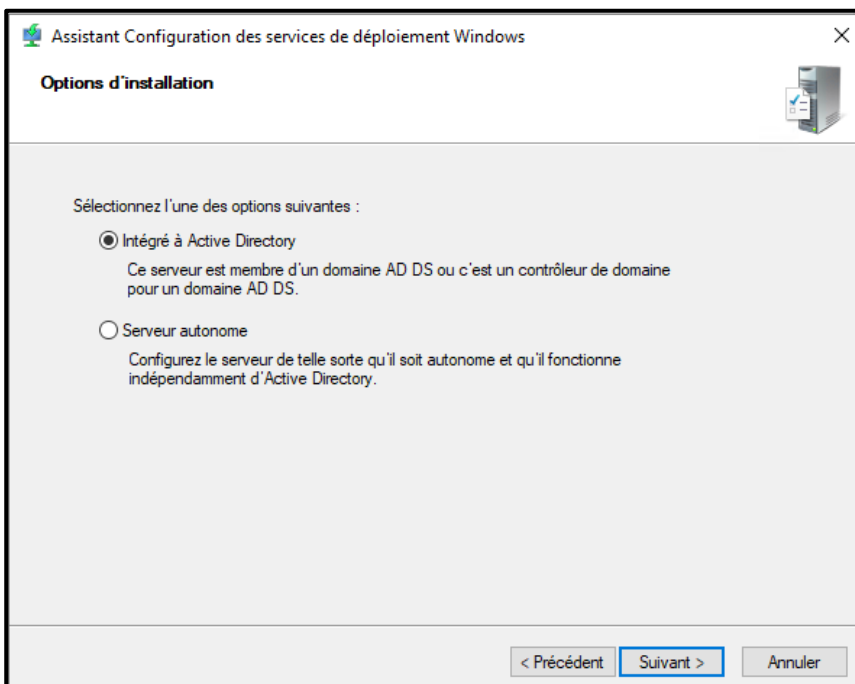 Assistant Configuration des services de déploiement Windows
Options d'installation
Sélectionnez l'une des options suivantes :
Intégré à Active Directory
Ce serveur est membre d'un domaine AD DS ou c'est un contrôleur de domaine
pour un domaine AD DS.
Serveur autonome
Configurez le serveur de telle sorte qu'il soit autonome et qu'il fonctionne
indépendamment d'Active Directory.
< Précédent Suivant > Annuler